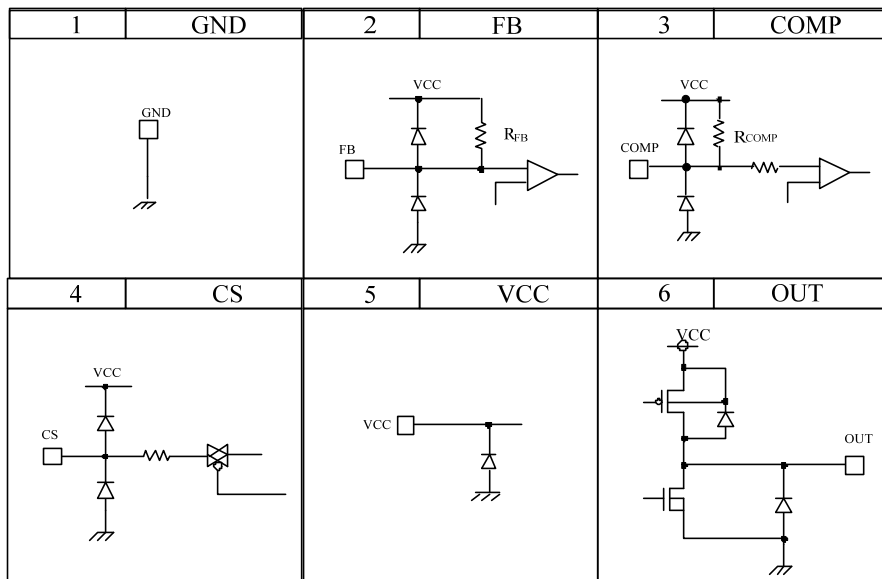 1 GND
2 FB
3 COMP
GND
VCC
FB
RFB
VCC
COMP
RCOMP
4 CS
5 VCC
6 OUT
VCC
CS
VCC
VCC
OUT